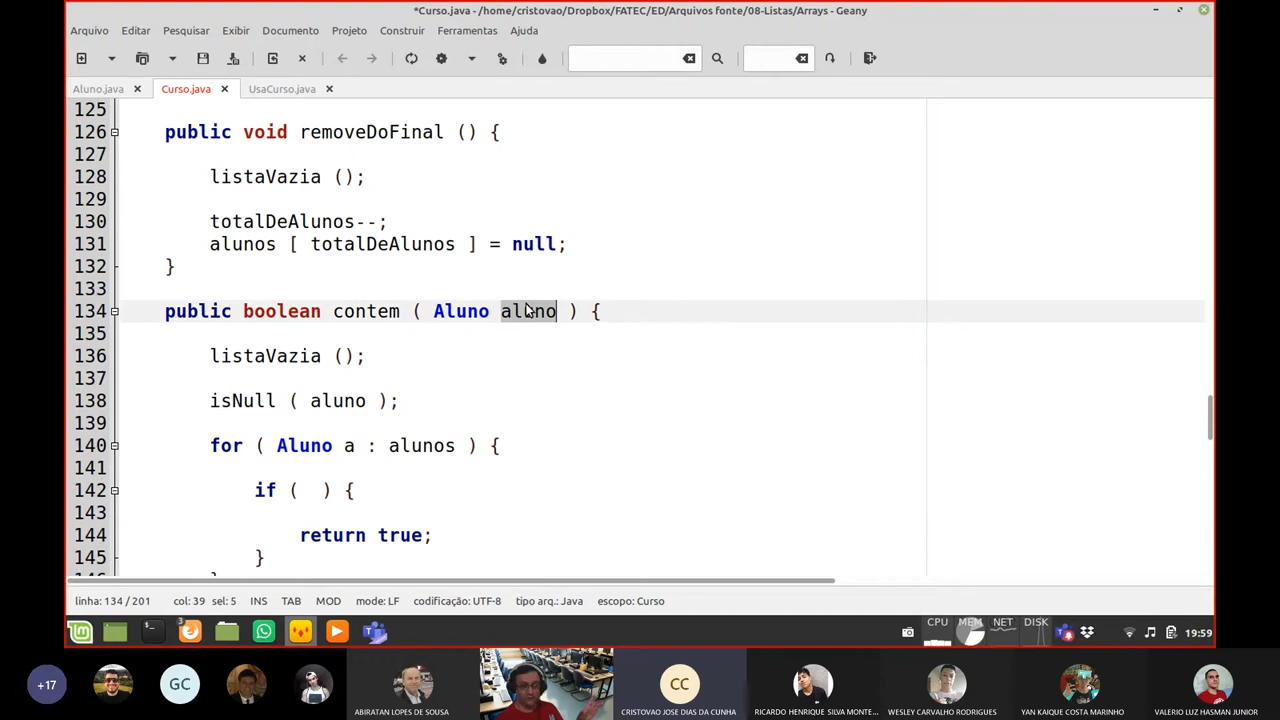 *Curso.java - /home/cristovao/Dropbox/FATEC/ED/Arquivos fonte/08-Listas/Arrays - Geany
Arquivo Editar Pesquisar Exibir Documento Projeto Construir Ferramentas Ajuda
Aluno.java Curso.java UsaCurso.java
125
126 public void removeDoFinal () {
127
128 listaVazia ();
129
130 totalDeAlunos--;
131 alunos [ totalDeAlunos ] = null;
132 }
133
134 public boolean contem ( Aluno aluno ) {
135
136 listaVazia ();
137
138 isNull ( aluno );
139
140 for ( Aluno a : alunos ) {
141
142 if ( ) {
143
144 return true;
145 }
146 }
linha: 134 / 201 col: 39 sel: 5 INS TAB MOD mode: LF codificação: UTF-8 tipo arq.: Java escopo: Curso
3 CPU MEM NET DISK 19:59
+17 GC CC
ABIRATAN LOPES DE SOUSA CRISTOVAO JOSE DIAS DA CUNHA RICARDO HENRIQUE SILVA MONTE... WESLEY CARVALHO RODRIGUES YAN KAIQUE COSTA MARINHO VALERIO LUZ HASMAN JUNIOR